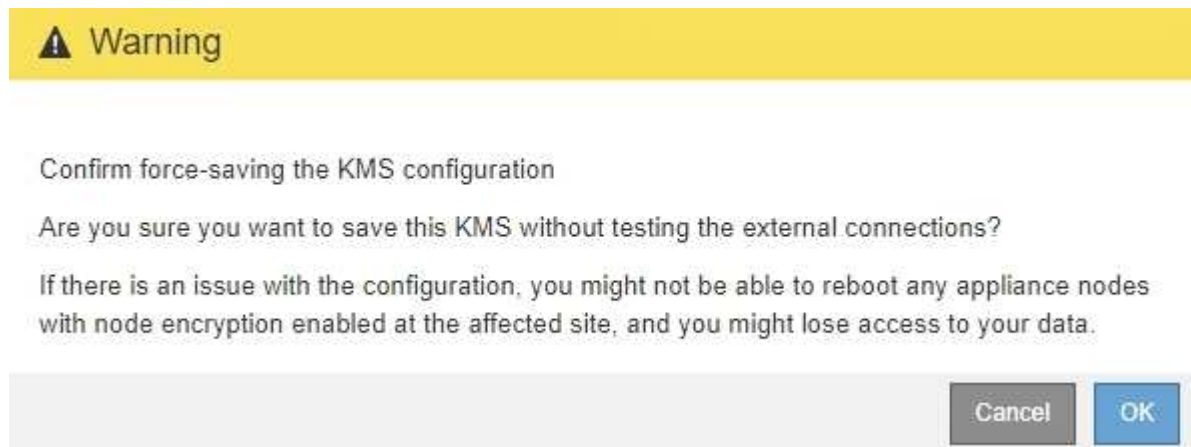 Warning
Confirm force-saving the KMS configuration
Are you sure you want to save this KMS without testing the external connections?
If there is an issue with the configuration, you might not be able to reboot any appliance nodes
with node encryption enabled at the affected site, and you might lose access to your data.
Cancel
OK